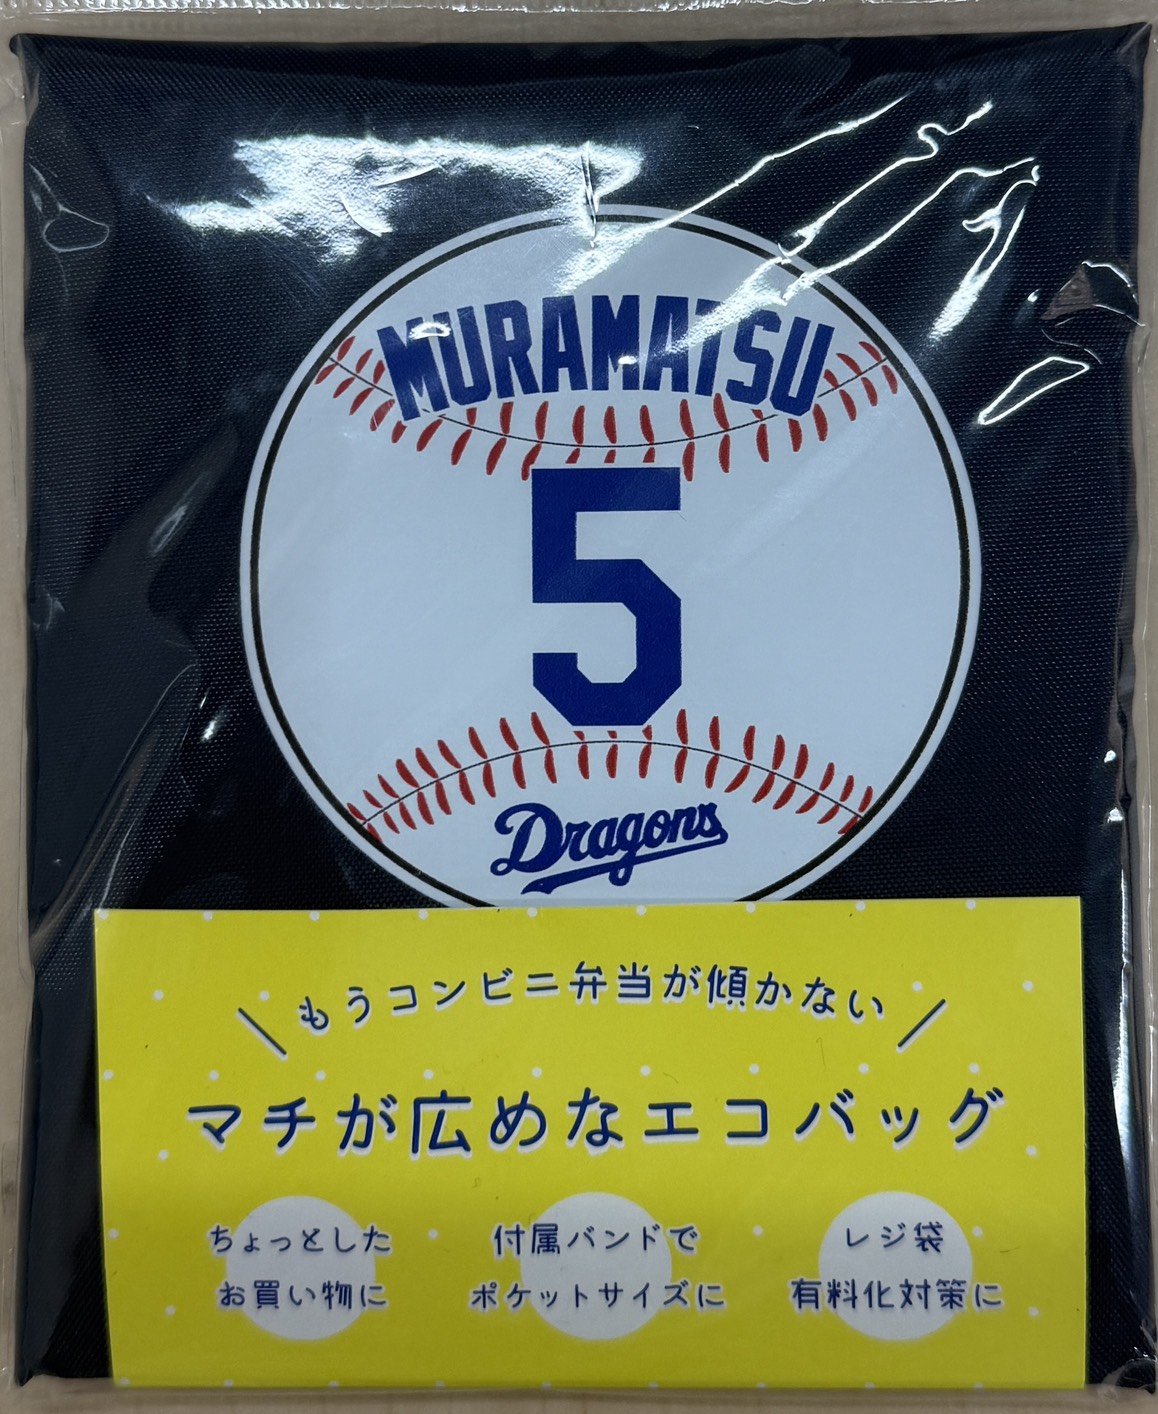 MURAMATSU
5
Dragons
もうコンビニ弁当が傾かない
マチが広めなエコバッグ
ちょっとした
お買い物に
付属バンドで
ポケットサイズに
レジ袋
有料化対策に